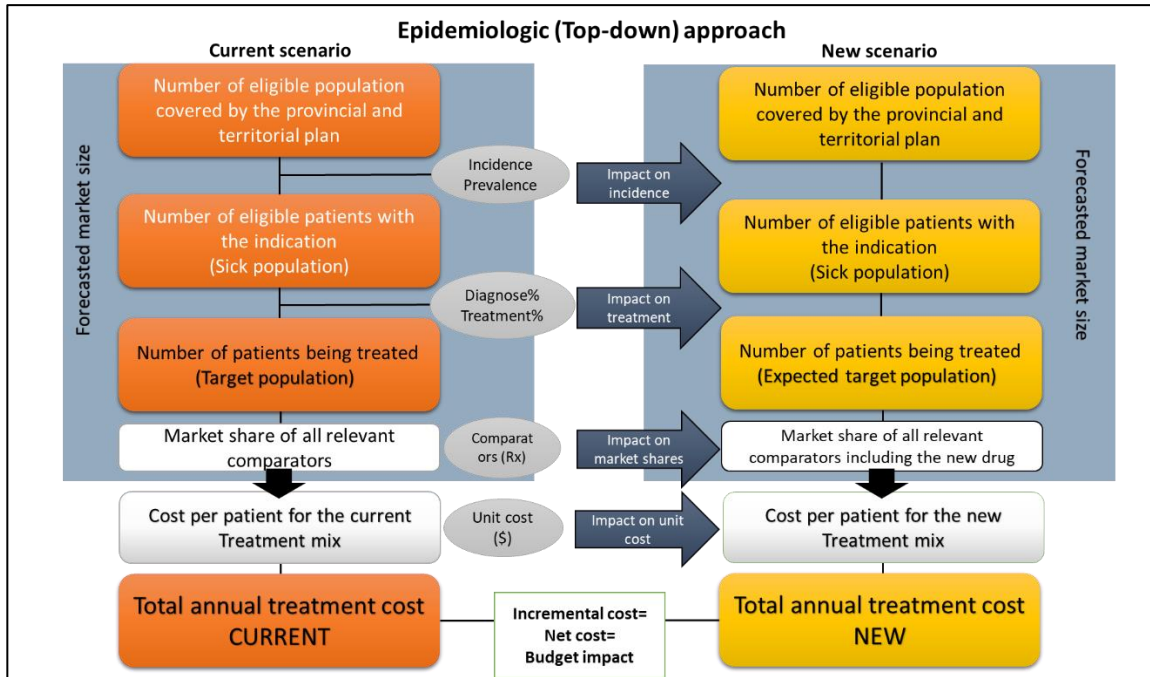 Epidemiologic (Top-down) approach
Current scenario
New scenario
Forecasted market size
Number of eligible population
covered by the provincial and
territorial plan
Incidence
Prevalence
Impact on
incidence
Number of eligible population
covered by the provincial and
territorial plan
Forecasted market size
Number of eligible patients with
the indication
(Sick population)
Number of eligible patients with
the indication
(Sick population)
Diagnose%
Treatment%
Impact on
treatment
Number of patients being treated
(Target population)
Number of patients being treated
(Expected target population)
Market share of all relevant
comparators
Comparat
ors (Rx)
Impact on
market shares
Market share of all relevant
comparators including the new drug
Cost per patient for the current
Treatment mix
Unit cost
($)
Impact on unit
cost
Cost per patient for the new
Treatment mix
Total annual treatment cost
CURRENT
Incremental cost=
Net cost=
Budget impact
Total annual treatment cost
NEW